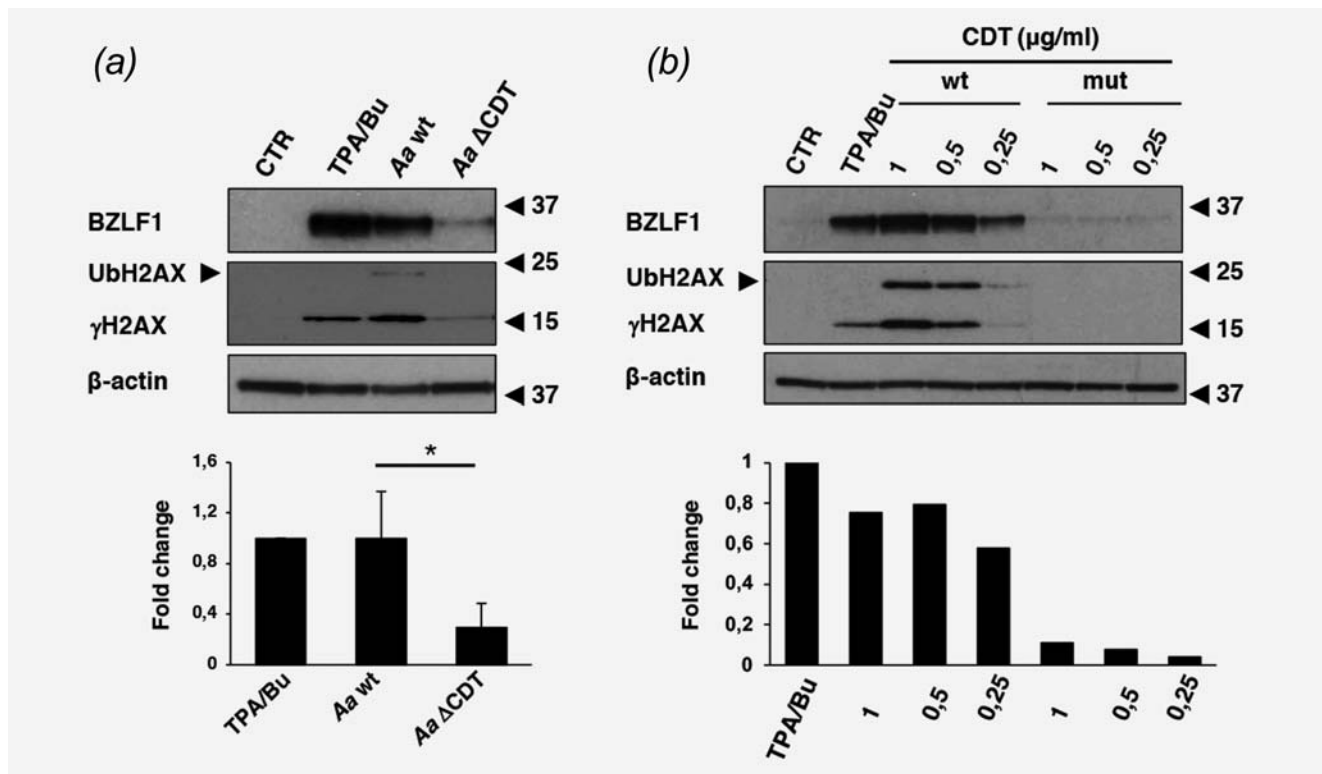 (a)
CTR TPA/Bu Aa wt Aa ΔCDT
BZLF1
37
UbH2AX
25
γH2AX
15
β-actin
37
1,6
1,2
0,8
0,4
0
Fold change
*
TPA/Bu Aa wt Aa ΔCDT
(b)
CDT (µg/ml)
wt mut
CTR TPA/Bu 1 0,5 0,25 1 0,5 0,25
BZLF1
37
UbH2AX
25
γH2AX
15
β-actin
37
1
0,8
0,6
0,4
0,2
0
Fold change
TPA/Bu 1 0,5 0,25 1 0,5 0,25